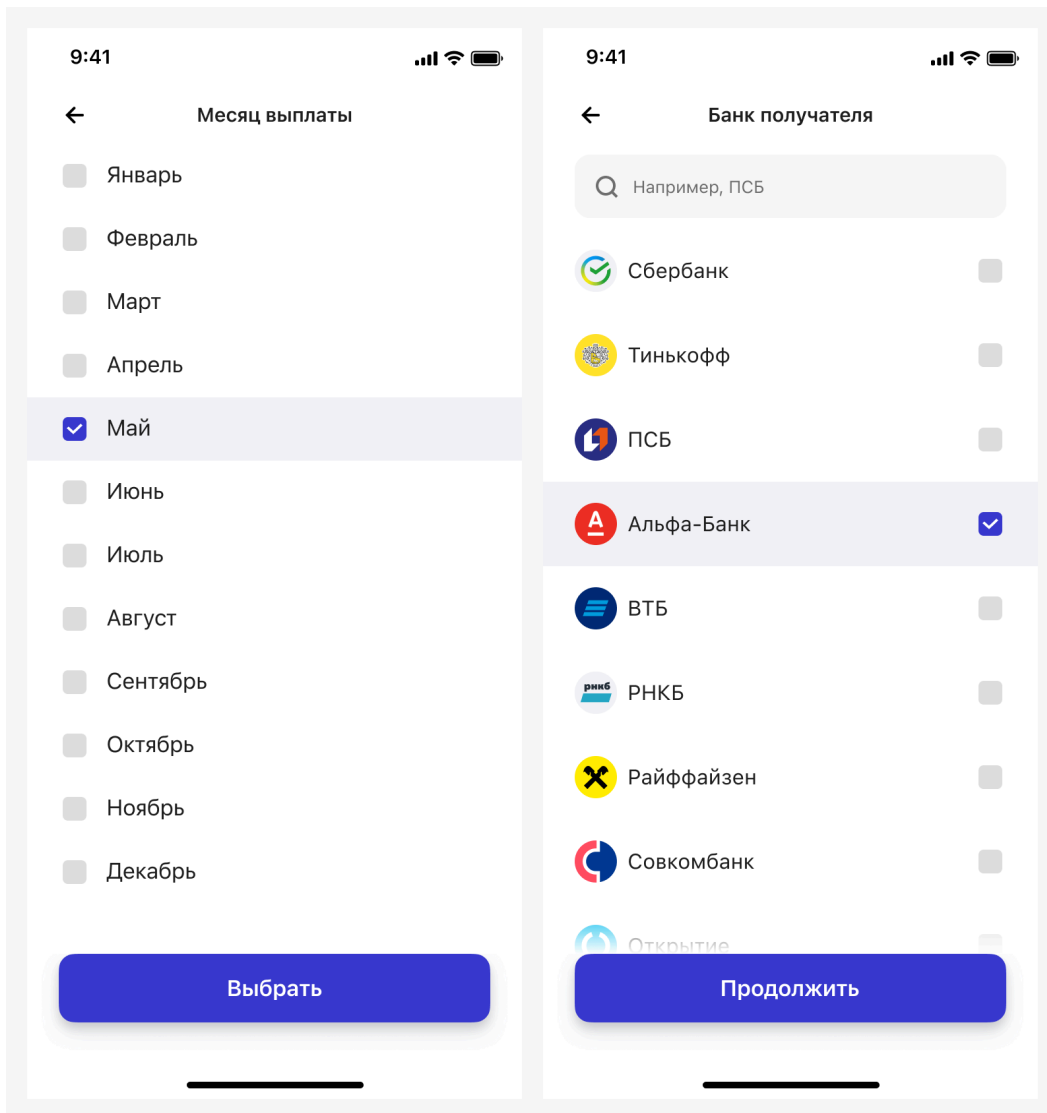 9:41
Месяц выплаты
Январь
Февраль
Март
Апрель
Май
Июнь
Июль
Август
Сентябрь
Октябрь
Ноябрь
Декабрь
Выбрать
9:41
Банк получателя
Например, ПСБ
Сбербанк
Тинькофф
ПСБ
А
Альфа-Банк
ВТБ
рнкб
РНКБ
Райффайзен
Совкомбанк
Открытие
Продолжить